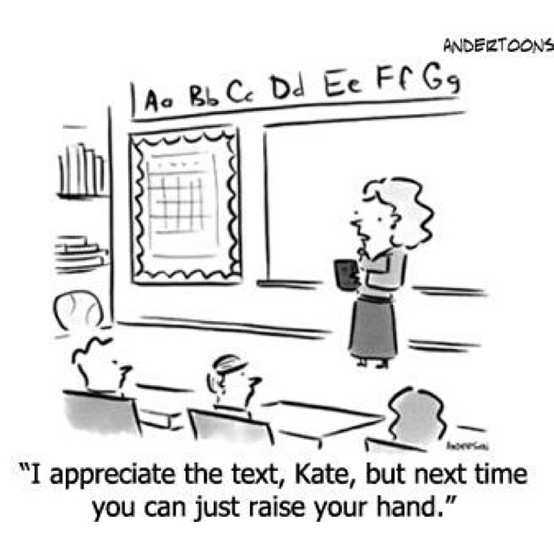 ANDERTOONS
Aa Bb Cc Dd Ee Ff Gg
ANDERSON
"I appreciate the text, Kate, but next time
you can just raise your hand."